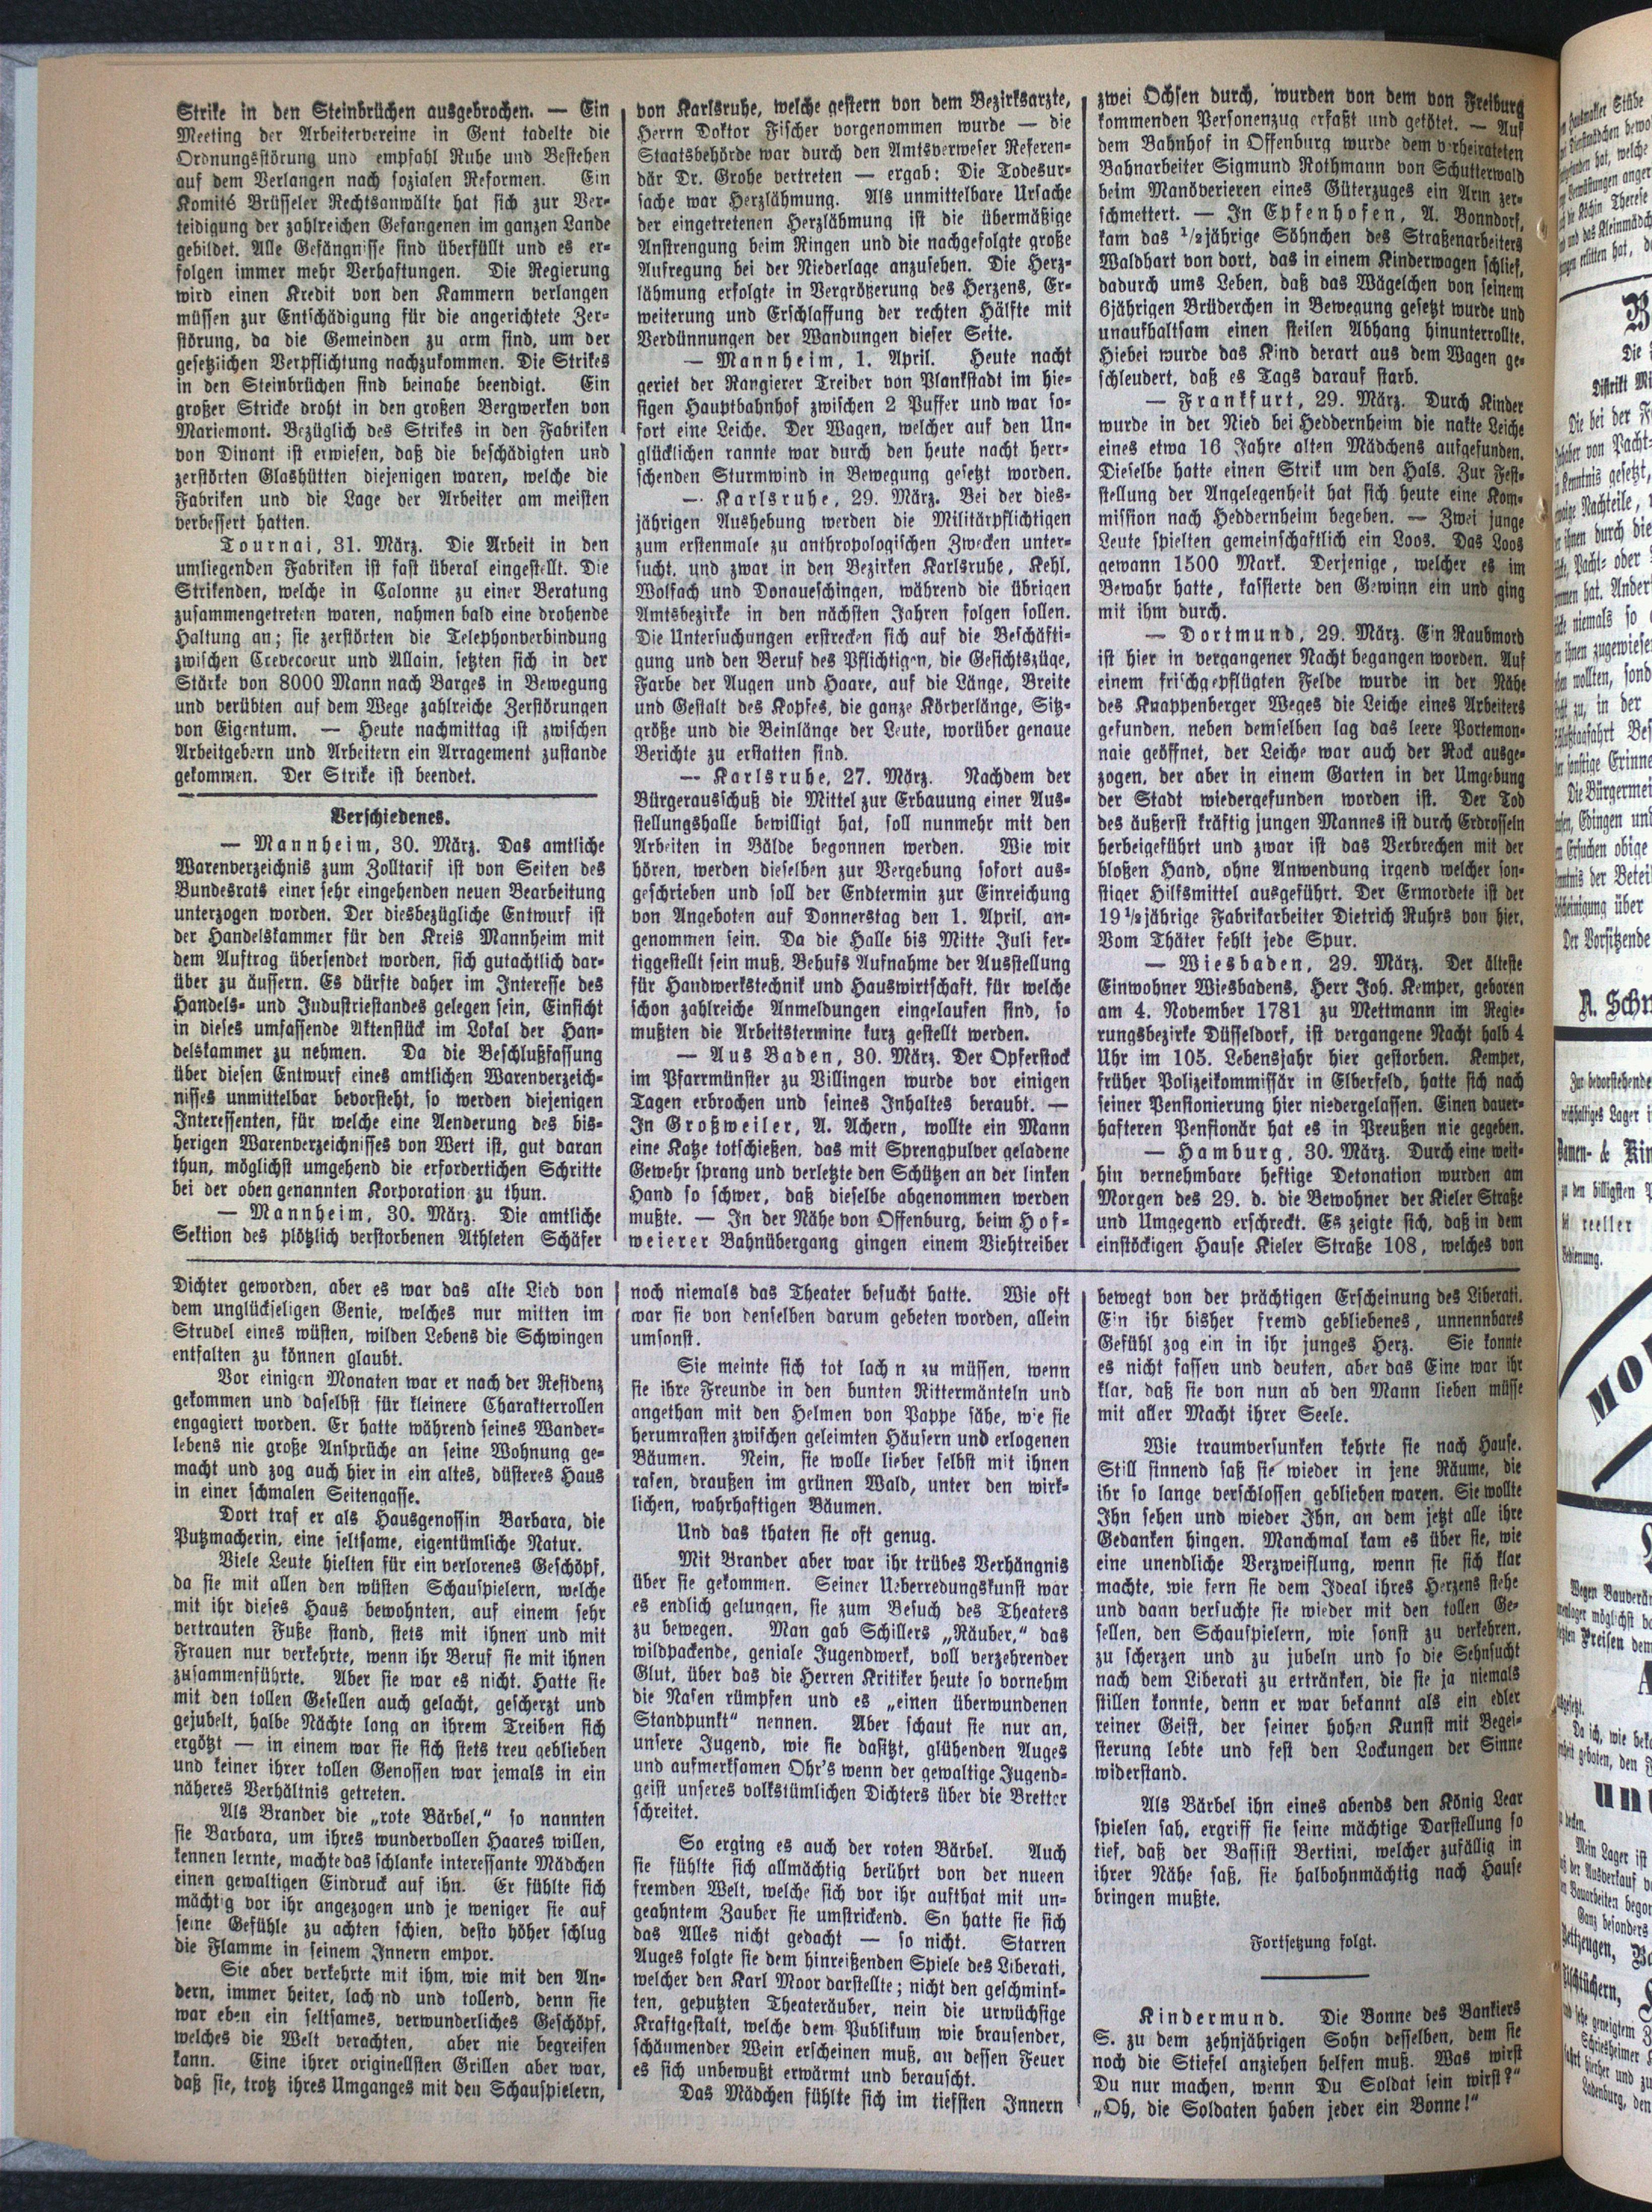 Strike in den Steinbrüchen ausgebrochen. — Ein
Meeting der Arbeitervereine in Gent tadelte die
Ordnungsstörung und empfahl Ruhe und Bestehen
auf dem Verlangen nach sozialen Reformen. Ein
Komité Brüsseler Rechtsanwälte hat sich zur Ver-
teidigung der zahlreichen Gefangenen im ganzen Lande
gebildet. Alle Gefängnisse sind überfüllt und es er-
folgen immer mehr Verhaftungen. Die Regierung
wird einen Kredit von den Kammern verlangen
müssen zur Entschädigung für die angerichtete Zer-
störung, da die Gemeinden zu arm sind, um der
gesetzlichen Verpflichtung nachzukommen. Die Strikes
in den Steinbrüchen sind beinahe beendigt. Ein
großer Stricke droht in den großen Bergwerken von
Mariemont. Bezüglich des Strikes in den Fabriken
von Dinant ist erwiesen, daß die beschädigten und
zerstörten Glashütten diejenigen waren, welche die
Fabriken und die Lage der Arbeiter am meisten
verbessert hatten.
Tournai, 31. März. Die Arbeit in den
umliegenden Fabriken ist fast überal eingestellt. Die
Strikenden, welche in Colonne zu einer Beratung
zusammengetreten waren, nahmen bald eine drohende
Haltung an; sie zerstörten die Telephonverbindung
zwischen Crevecoeur und Allain, setzten sich in der
Stärke von 8000 Mann nach Barges in Bewegung
und verübten auf dem Wege zahlreiche Zerstörungen
von Eigentum. — Heute nachmittag ist zwischen
Arbeitgebern und Arbeitern ein Arragement zustande
gekommen. Der Strike ist beendet.
Verschiedenes.
— Mannheim, 30. März. Das amtliche
Warenverzeichnis zum Zolltarif ist von Seiten des
Bundesrats einer sehr eingehenden neuen Bearbeitung
unterzogen worden. Der diesbezügliche Entwurf ist
der Handelskammer für den Kreis Mannheim mit
dem Auftrag übersendet worden, sich gutachtlich dar-
über zu äussern. Es dürfte daher im Interesse des
Handels- und Industriestandes gelegen sein, Einsicht
in dieses umfassende Aktenstück im Lokal der Han-
delskammer zu nehmen. Da die Beschlußfassung
über diesen Entwurf eines amtlichen Warenverzeich-
nisses unmittelbar bevorsteht, so werden diejenigen
Interessenten, für welche eine Aenderung des bis-
herigen Warenverzeichnisses von Wert ist, gut daran
thun, möglichst umgehend die erfordertichen Schritte
bei der oben genannten Korporation zu thun.
— Mannheim, 30. März. Die amtliche
Sektion des plötzlich verstorbenen Athleten Schäfer
von Karlsruhe, welche gestern von dem Bezirksarzte,
Herrn Doktor Fischer vorgenommen wurde — die
Staatsbehörde war durch den Amtsverweser Referen-
där Dr. Grohe vertreten — ergab: Die Todesur-
sache war Herzlähmung. Als unmittelbare Ursache
der eingetretenen Herzlähmung ist die übermäßige
Anstrengung beim Ringen und die nachgefolgte große
Aufregung bei der Niederlage anzusehen. Die Herz-
lähmung erfolgte in Vergrößerung des Herzens, Er-
weiterung und Erschlaffung der rechten Hälfte mit
Verdünnungen der Wandungen dieser Seite.
— Mannheim, 1. April. Heute nacht
geriet der Rangierer Treiber von Plankstadt im hie-
sigen Hauptbahnhof zwischen 2 Puffer und war so-
fort eine Leiche. Der Wagen, welcher auf den Un-
glücklichen rannte war durch den heute nacht herr-
schenden Sturmwind in Bewegung gesetzt worden.
— Karlsruhe, 29. März. Bei der dies-
jährigen Aushebung werden die Militärpflichtigen
zum erstenmale zu anthropologischen Zwecken unter-
sucht, und zwar in den Bezirken Karlsruhe, Kehl,
Wolfach und Donaueschingen, während die übrigen
Amtsbezirke in den nächsten Jahren folgen sollen.
Die Untersuchungen erstrecken sich auf die Beschäfti-
gung und den Beruf des Pflichtigen, die Gesichtszüge,
Farbe der Augen und Haare, auf die Länge, Breite
und Gestalt des Kopfes, die ganze Körperlänge, Sitz-
größe und die Beinlänge der Leute, worüber genaue
Berichte zu erstatten sind.
— Karlsruhe, 27. März. Nachdem der
Bürgerausschuß die Mittel zur Erbauung einer Aus-
stellungshalle bewilligt hat, soll nunmehr mit den
Arbeiten in Bälde begonnen werden. Wie wir
hören, werden dieselben zur Vergebung sofort aus-
geschrieben und soll der Endtermin zur Einreichung
von Angeboten auf Donnerstag den 1. April, an-
genommen sein. Da die Halle bis Mitte Juli fer-
tiggestellt sein muß, Behufs Aufnahme der Ausstellung
für Handwerkstechnik und Hauswirtschaft, für welche
schon zahlreiche Anmeldungen eingelaufen sind, so
mußten die Arbeitstermine kurz gestellt werden.
— Aus Baden, 30. März. Der Opferstock
im Pfarrmünster zu Villingen wurde vor einigen
Tagen erbrochen und seines Inhaltes beraubt. —
In Großweiler, A. Achern, wollte ein Mann
eine Katze totschießen, das mit Sprengpulver geladene
Gewehr sprang und verletzte den Schützen an der linken
Hand so schwer, daß dieselbe abgenommen werden
mußte. — In der Nähe von Offenburg, beim Hof-
weierer Bahnübergang gingen einem Viehtreiber
zwei Ochsen durch, wurden von dem von Freiburg
kommenden Personenzug erfaßt und getötet. — Auf
dem Bahnhof in Offenburg wurde dem verheirateten
Bahnarbeiter Sigmund Rothmann von Schutterwald
beim Manöverieren eines Güterzuges ein Arm zer-
schmettert. — In Epfenhofen, A. Bonndorf,
kam das 1/2jährige Söhnchen des Straßenarbeiters
Waldhart von dort, das in einem Kinderwagen schlief,
dadurch ums Leben, daß das Wägelchen von seinem
6jährigen Brüderchen in Bewegung gesetzt wurde und
unaufhaltsam einen steilen Abhang hinunterrollte.
Hiebei wurde das Kind derart aus dem Wagen ge-
schleudert, daß es Tags darauf starb.
— Frankfurt, 29. März. Durch Kinder
wurde in der Nied bei Heddernheim die nakte Leiche
eines etwa 16 Jahre alten Mädchens aufgefunden.
Dieselbe hatte einen Strik um den Hals. Zur Fest-
stellung der Angelegenheit hat sich heute eine Kom-
mission nach Heddernheim begeben. — Zwei junge
Leute spielten gemeinschaftlich ein Loos. Das Loos
gewann 1500 Mark. Derjenige, welcher es im
Bewahr hatte, kassierte den Gewinn ein und ging
mit ihm durch.
— Dortmund, 29. März. Ein Raubmord
ist hier in vergangener Nacht begangen worden. Auf
einem frischgepflügten Felde wurde in der Nähe
des Knappenberger Weges die Leiche eines Arbeiters
gefunden, neben demselben lag das leere Portemon-
naie geöffnet, der Leiche war auch der Rock ausge-
zogen, der aber in einem Garten in der Umgebung
der Stadt wiedergefunden worden ist. Der Tod
des äußerst kräftig jungen Mannes ist durch Erdrosseln
herbeigeführt und zwar ist das Verbrechen mit der
bloßen Hand, ohne Anwendung irgend welcher son-
stiger Hilfsmittel ausgeführt. Der Ermordete ist der
19 1/2jährige Fabrikarbeiter Dietrich Ruhrs von hier.
Vom Thäter fehlt jede Spur.
— Wiesbaden, 29. März. Der älteste
Einwohner Wiesbadens, Herr Joh. Kemper, geboren
am 4. November 1781 zu Mettmann im Regie-
rungsbezirke Düsseldorf, ist vergangene Nacht halb 4
Uhr im 105. Lebensjahr hier gestorben. Kemper,
früher Polizeikommissär in Elberfeld, hatte sich nach
seiner Pensionierung hier niedergelassen. Einen dauer-
hafteren Pensionär hat es in Preußen nie gegeben.
— Hamburg, 30. März. Durch eine weit-
hin vernehmbare heftige Detonation wurden am
Morgen des 29. d. die Bewohner der Kieler Straße
und Umgegend erschreckt. Es zeigte sich, daß in dem
einstöckigen Hause Kieler Straße 108, welches von
Dichter geworden, aber es war das alte Lied von
dem unglückseligen Genie, welches nur mitten im
Strudel eines wüsten, wilden Lebens die Schwingen
entfalten zu können glaubt.
Vor einigen Monaten war er nach der Residenz
gekommen und daselbst für kleinere Charakterrollen
engagiert worden. Er hatte während seines Wander-
lebens nie große Ansprüche an seine Wohnung ge-
macht und zog auch hier in ein altes, düsteres Haus
in einer schmalen Seitengasse.
Dort traf er als Hausgenossin Barbara, die
Putzmacherin, eine seltsame, eigentümliche Natur.
Viele Leute hielten für ein verlorenes Geschöpf,
da sie mit allen den wüsten Schauspielern, welche
mit ihr dieses Haus bewohnten, auf einem sehr
vertrauten Fuße stand, stets mit ihnen und mit
Frauen nur verkehrte, wenn ihr Beruf sie mit ihnen
zusammenführte. Aber sie war es nicht. Hatte sie
mit den tollen Gesellen auch gelacht, gescherzt und
gejubelt, halbe Nächte lang an ihrem Treiben sich
ergötzt — in einem war sie sich stets treu geblieben
und keiner ihrer tollen Genossen war jemals in ein
näheres Verhältnis getreten.
Als Brander die „rote Bärbel," so nannten
sie Barbara, um ihres wundervollen Haares willen,
kennen lernte, machte das schlanke interessante Mädchen
einen gewaltigen Eindruck auf ihn. Er fühlte sich
mächtig vor ihr angezogen und je weniger sie auf
seine Gefühle zu achten schien, desto höher schlug
die Flamme in seinem Innern empor.
Sie aber verkehrte mit ihm, wie mit den An-
dern, immer heiter, lach nd und tollend, denn sie
war eben ein seltsames, verwunderliches Geschöpf,
welches die Welt verachten, aber nie begreifen
kann. Eine ihrer originellsten Grillen aber war,
daß sie, trotz ihres Umganges mit den Schauspielern,
noch niemals das Theater besucht hatte. Wie oft
war sie von denselben darum gebeten worden, allein
umsonst.
Sie meinte sich tot lach n zu müssen, wenn
sie ihre Freunde in den bunten Rittermänteln und
angethan mit den Helmen von Pappe sähe, wie sie
herumrasten zwischen geleimten Häusern und erlogenen
Bäumen. Nein, sie wolle lieber selbst mit ihnen
rasen, draußen im grünen Wald, unter den wirk-
lichen, wahrhaftigen Bäumen.
Und das thaten sie oft genug.
Mit Brander aber war ihr trübes Verhängnis
über sie gekommen. Seiner Ueberredungskunst war
es endlich gelungen, sie zum Besuch des Theaters
zu bewegen. Man gab Schillers „Räuber," das
wildpackende, geniale Jugendwerk, voll verzehrender
Glut, über das die Herren Kritiker heute so vornehm
die Nasen rümpfen und es „einen überwundenen
Standpunkt" nennen. Aber schaut sie nur an,
unsere Jugend, wie sie dasitzt, glühenden Auges
und aufmerksamen Ohr's wenn der gewaltige Jugend-
geist unseres volkstümlichen Dichters über die Bretter
schreitet.
So erging es auch der roten Bärbel. Auch
sie fühlte sich allmächtig berührt von der nueen
fremden Welt, welche sich vor ihr aufthat mit un-
geahntem Zauber sie umstrickend. So hatte sie sich
das Alles nicht gedacht — so nicht. Starren
Auges folgte sie dem hinreißenden Spiele des Liberati,
welcher den Karl Moor darstellte; nicht den geschmink-
ten, geputzten Theateräuber, nein die urwüchsige
Kraftgestalt, welche dem Publikum wie brausender,
schäumender Wein erscheinen muß, an dessen Feuer
es sich unbewußt erwärmt und berauscht.
Das Mädchen fühlte sich im tiefsten Innern
bewegt von der prächtigen Erscheinung des Liberati.
Ein ihr bisher fremd gebliebenes, unnennbares
Gefühl zog ein in ihr junges Herz. Sie konnte
es nicht fassen und deuten, aber das Eine war ihr
klar, daß sie von nun ab den Mann lieben müsse
mit aller Macht ihrer Seele.
Wie traumversunken kehrte sie nach Hause.
Still sinnend saß sie wieder in jene Räume, die
ihr so lange verschlossen geblieben waren. Sie wollte
Ihn sehen und wieder Ihn, an dem jetzt alle ihre
Gedanken hingen. Manchmal kam es über sie, wie
eine unendliche Verzweiflung, wenn sie sich klar
machte, wie fern sie dem Ideal ihres Herzens stehe
und dann versuchte sie wieder mit den tollen Ge-
sellen, den Schauspielern, wie sonst zu verkehren,
zu scherzen und zu jubeln und so die Sehnsucht
nach dem Liberati zu ertränken, die sie ja niemals
stillen konnte, denn er war bekannt als ein edler
reiner Geist, der seiner hohen Kunst mit Begei-
sterung lebte und fest den Lockungen der Sinne
widerstand.
Als Bärbel ihn eines abends den König Lear
spielen sah, ergriff sie seine mächtige Darstellung so
tief, daß der Bassist Bertini, welcher zufällig in
ihrer Nähe saß, sie halbohnmächtig nach Hause
bringen mußte.
Fortsetzung folgt.
Kindermund. Die Bonne des Bankiers
S. zu dem zehnjährigen Sohn desselben, dem sie
noch die Stiefel anziehen helfen muß. Was wirst
Du nur machen, wenn Du Soldat sein wirst?"
„Oh, die Soldaten haben jeder ein Bonne!"